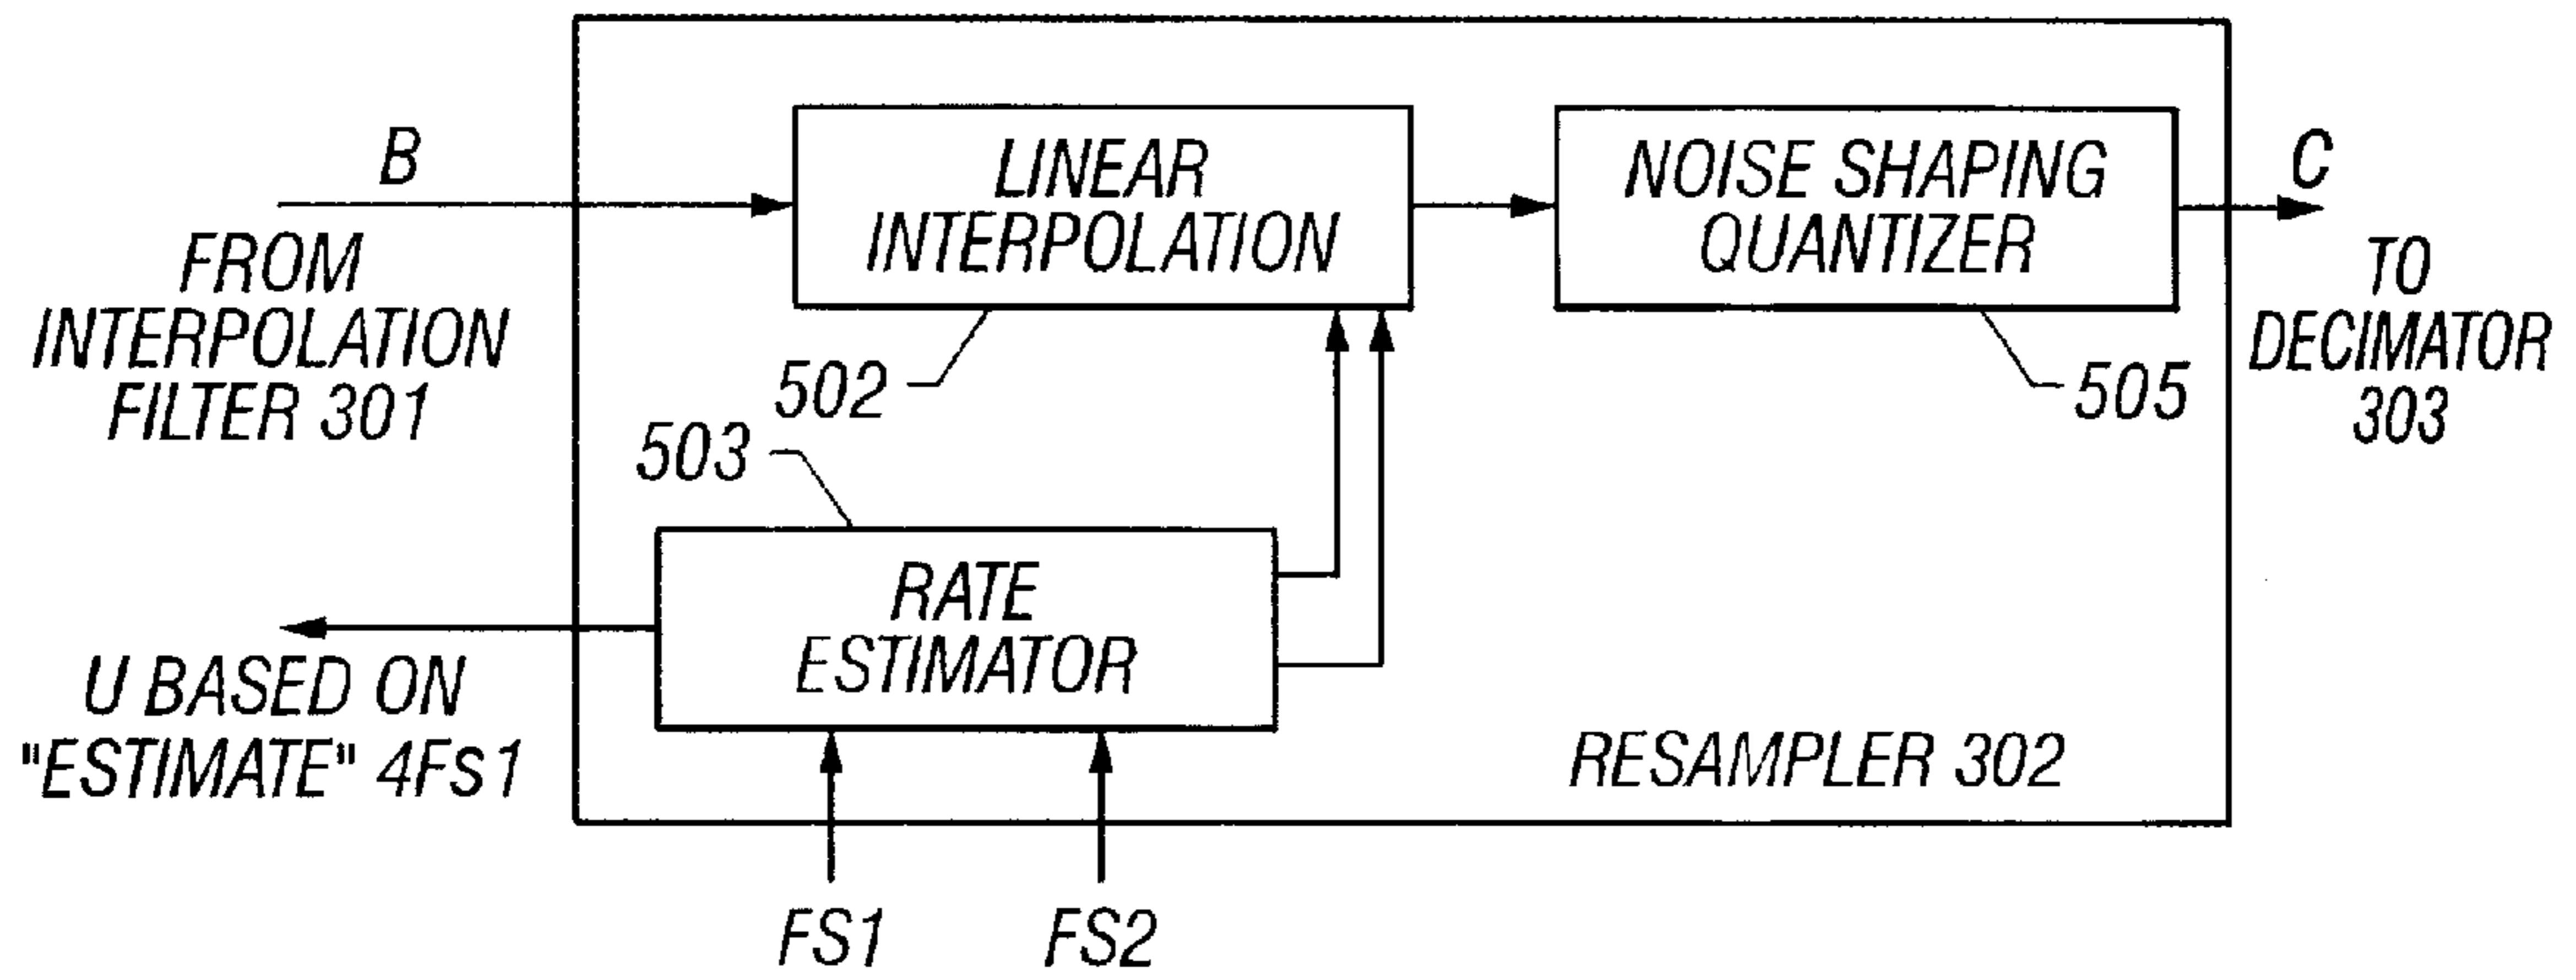 B
FROM
INTERPOLATION
FILTER 301
LINEAR
INTERPOLATION
502
NOISE SHAPING
QUANTIZER
505
C
TO
DECIMATOR
303
503
RATE
ESTIMATOR
U BASED ON
"ESTIMATE" 4Fs1
FS1
FS2
RESAMPLER 302